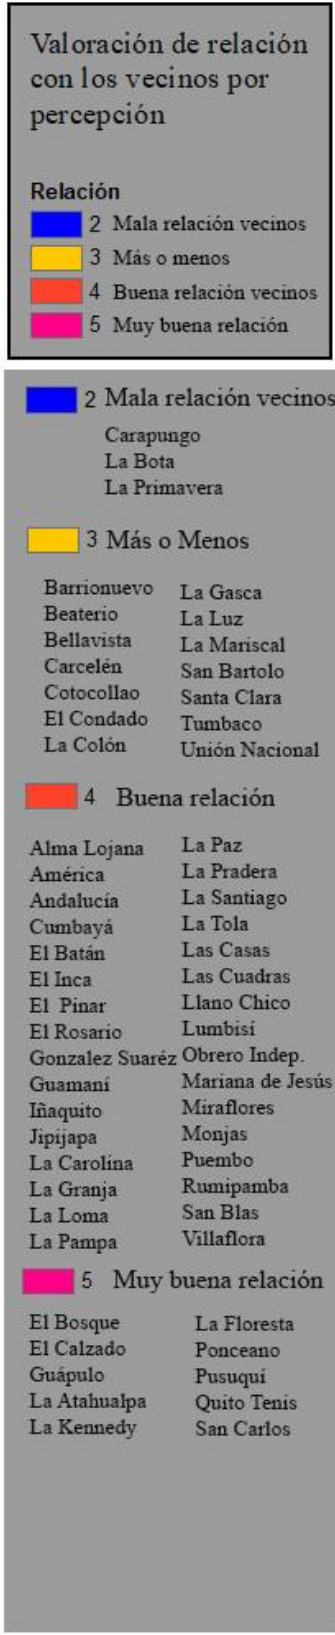 Valoración de relación
con los vecinos por
percepción
Relación
2 Mala relación vecinos
3 Más o menos
4 Buena relación vecinos
5 Muy buena relación
2 Mala relación vecinos
Carapungo
La Bota
La Primavera
3 Más o Menos
Barrionuevo
Beaterio
Bellavista
Carcelén
Cotocollao
El Condado
La Colón
La Gasca
La Luz
La Mariscal
San Bartolo
Santa Clara
Tumbaco
Unión Nacional
4 Buena relación
Alma Lojana
América
Andalucía
Cumbayá
El Batán
El Inca
El Pinar
El Rosario
Gonzalez Suaréz
Guamaní
Iñaquito
Jipijapa
La Carolina
La Granja
La Loma
La Pampa
La Paz
La Pradera
La Santiago
La Tola
Las Casas
Las Cuadras
Llano Chico
Lumbisí
Obrero Indep.
Mariana de Jesús
Miraflores
Monjas
Puembo
Rumipamba
San Blas
Villaflora
5 Muy buena relación
El Bosque
El Calzado
Guápulo
La Atahualpa
La Kennedy
La Floresta
Ponceano
Pusuquí
Quito Tenis
San Carlos